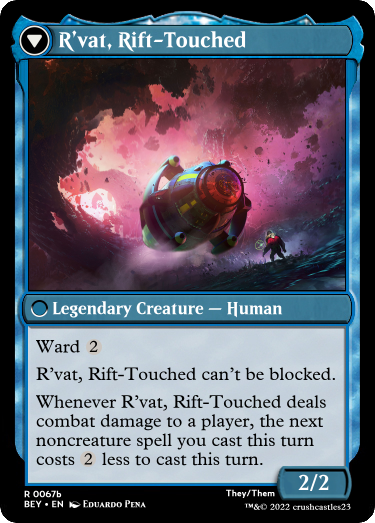 R'vat, Rift-Touched
Legendary Creature — Human
Ward 2
R'vat, Rift-Touched can't be blocked.
Whenever R'vat, Rift-Touched deals
combat damage to a player, the next
noncreature spell you cast this turn
costs 2 less to cast this turn.
2/2
R 0067b
They/Them
BEY • EN Eduardo Pena
™&© 2022 crushcastles23